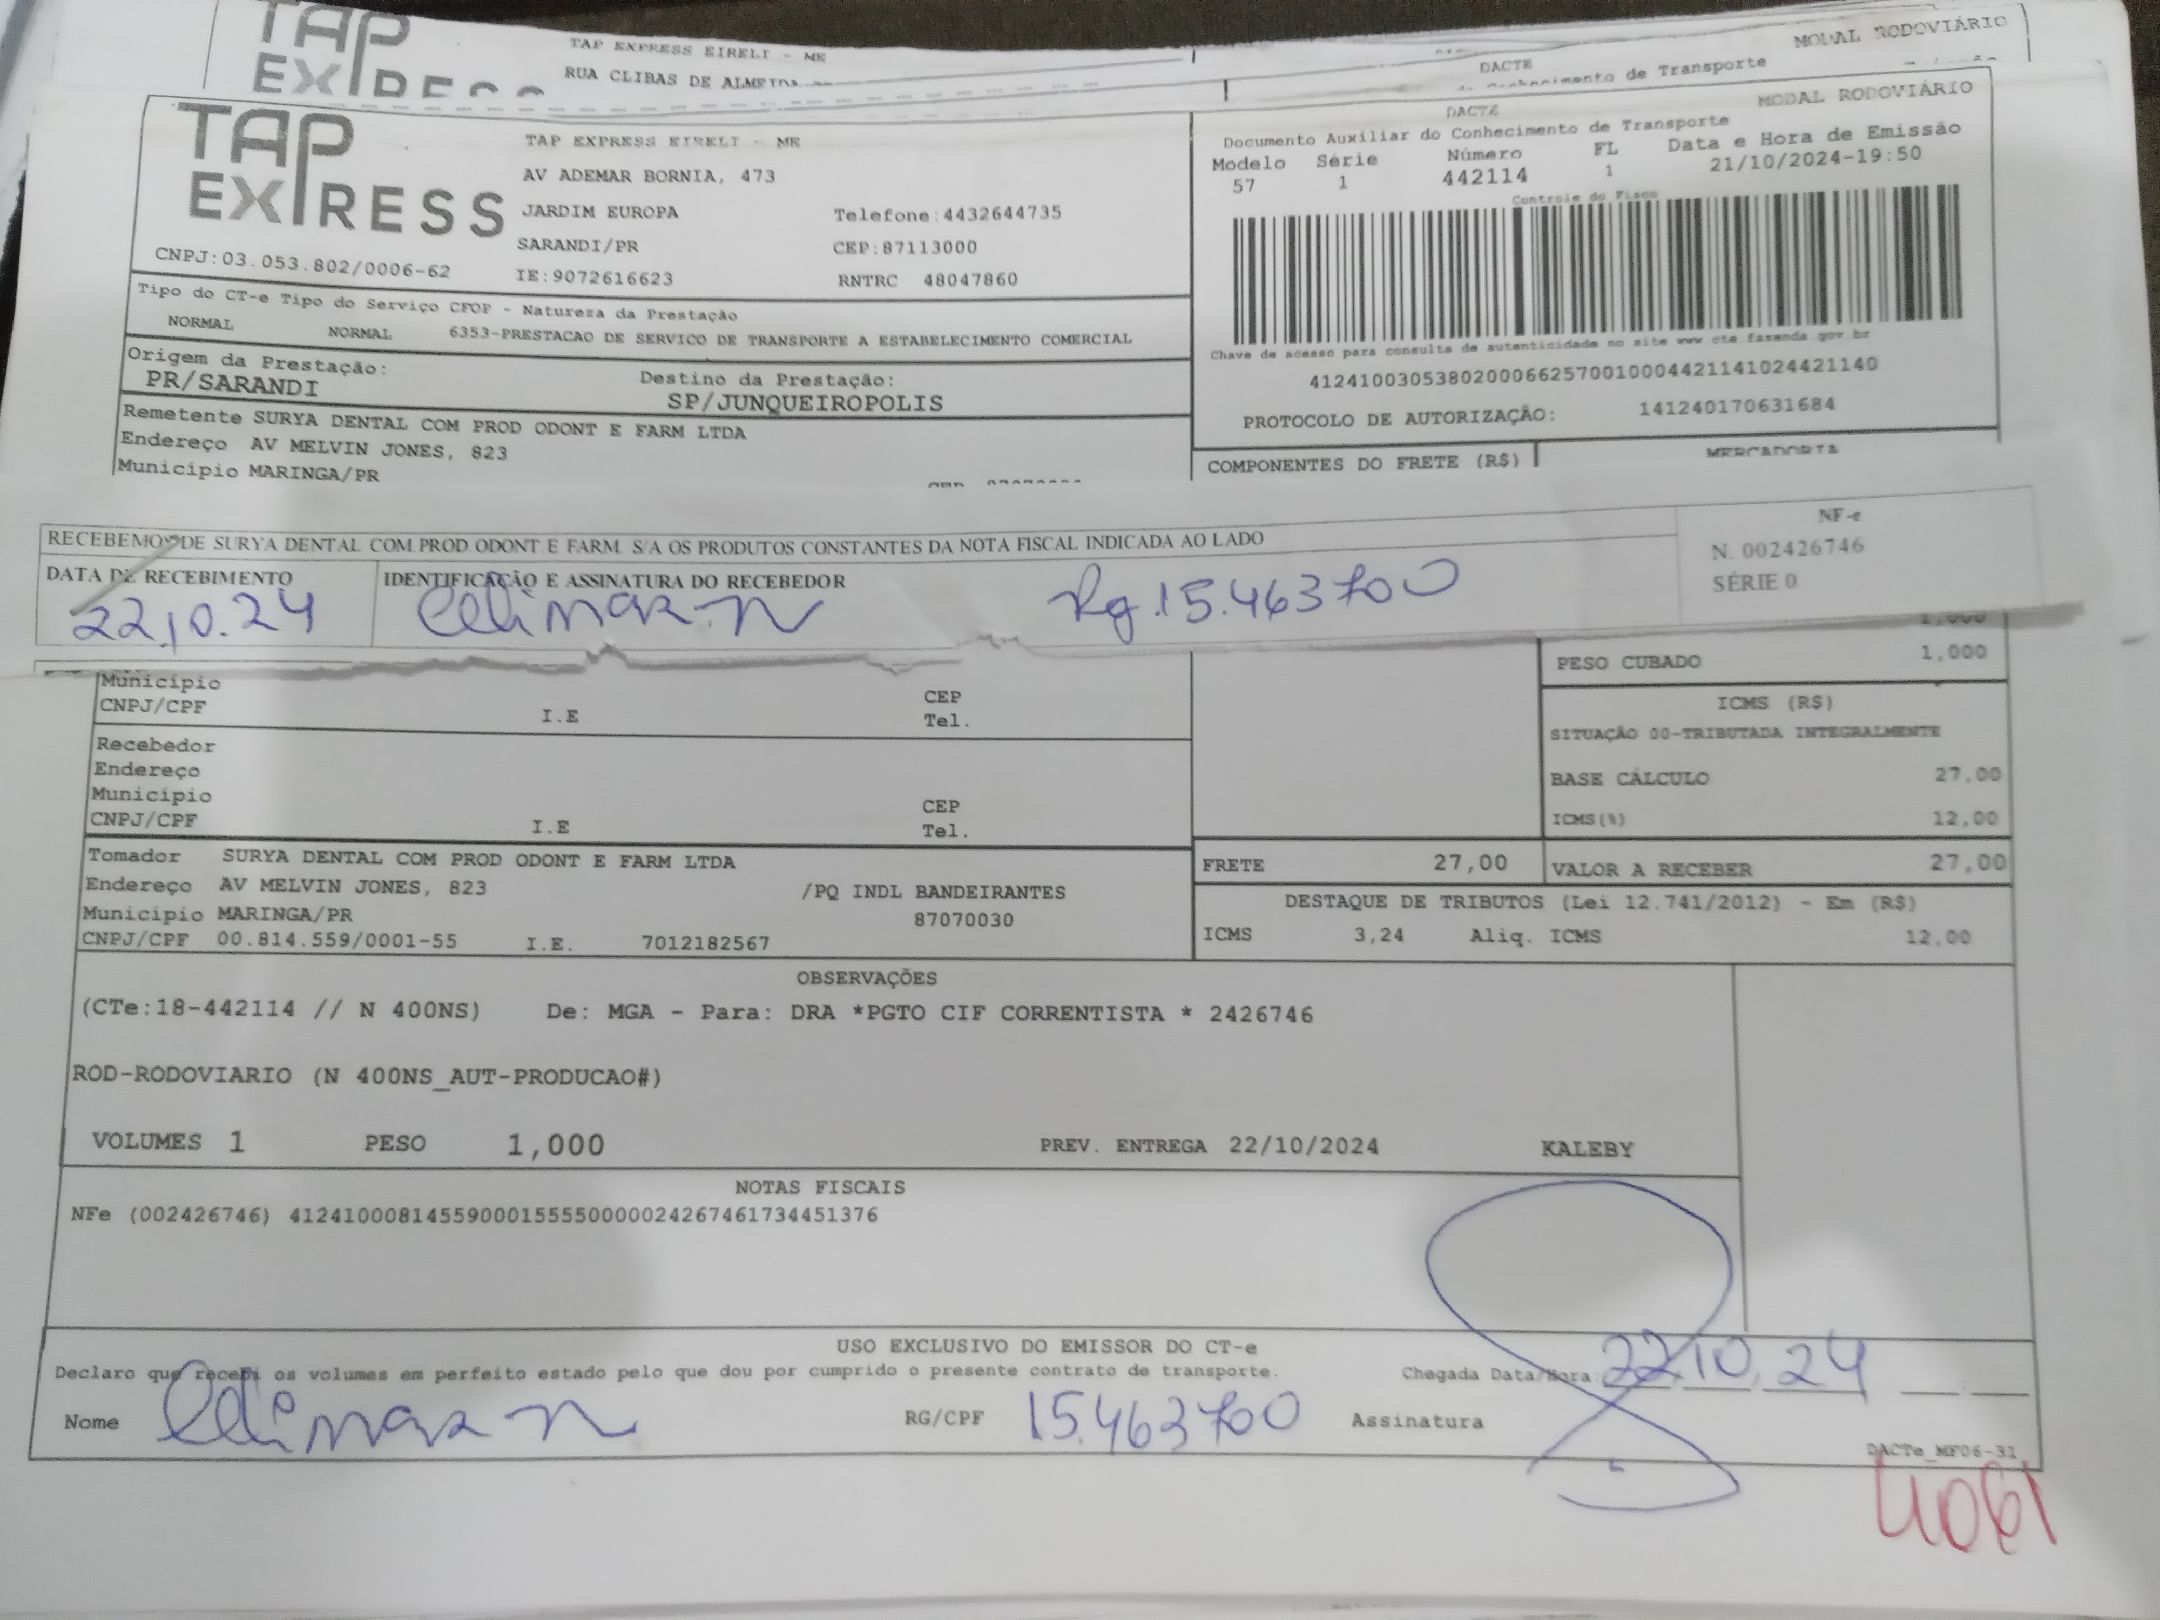 TAP
EXPRESS
TAP EXPRESS EIRELI - ME
RUA CLIBAS DE ALMEIDA
DACTE
MODAL RODOVIÁRIO
de Transporte
TAP
EXPRESS
CNPJ:03.053.802/0006-62
TAP EXPRESS EIRELI - ME
AV ADEMAR BORNIA, 473
JARDIM EUROPA
Telefone:4432644735
SARANDI/PR
CEP:87113000
IE:9072616623
RNTRC 48047860
DACTE
MODAL RODOVIÁRIO
Documento Auxiliar do Conhecimento de Transporte
Modelo Série Número FL Data e Hora de Emissão
57 1 442114 1 21/10/2024-19:50
Controle do Fisco
Chave de acesso para consulta de autenticidade no site www.cte.fazenda.gov.br
41241003053802000662570010004421141024421140
PROTOCOLO DE AUTORIZAÇÃO: 141240170631684
Tipo do CT-e Tipo do Serviço CFOP - Natureza da Prestação
NORMAL NORMAL 6353-PRESTACAO DE SERVICO DE TRANSPORTE A ESTABELECIMENTO COMERCIAL
Origem da Prestação: Destino da Prestação:
PR/SARANDI SP/JUNQUEIROPOLIS
Remetente SURYA DENTAL COM PROD ODONT E FARM LTDA
Endereço AV MELVIN JONES, 823
Município MARINGA/PR
COMPONENTES DO FRETE (R$) MERCADORIA
RECEBEMOS DE SURYA DENTAL COM.PROD.ODONT.E FARM. S/A OS PRODUTOS CONSTANTES DA NOTA FISCAL INDICADA AO LADO
NF-e
N. 002426746
SÉRIE 0
DATA DE RECEBIMENTO IDENTIFICAÇÃO E ASSINATURA DO RECEBEDOR
22.10.24 Rg.15.463700
1,000
PESO CUBADO 1,000
Município CEP
CNPJ/CPF I.E Tel.
Recebedor
Endereço
Município CEP
CNPJ/CPF I.E Tel.
ICMS (R$)
SITUAÇÃO 00-TRIBUTADA INTEGRALMENTE
BASE CÁLCULO 27,00
ICMS(%) 12,00
Tomador SURYA DENTAL COM PROD ODONT E FARM LTDA
Endereço AV MELVIN JONES, 823 /PQ INDL BANDEIRANTES
Município MARINGA/PR 87070030
CNPJ/CPF 00.814.559/0001-55 I.E. 7012182567
FRETE 27,00 VALOR A RECEBER 27,00
DESTAQUE DE TRIBUTOS (Lei 12.741/2012) - Em (R$)
ICMS 3,24 Aliq. ICMS 12,00
OBSERVAÇÕES
(CTe:18-442114 // N 400NS) De: MGA - Para: DRA *PGTO CIF CORRENTISTA * 2426746
ROD-RODOVIARIO (N 400NS_AUT-PRODUCAO#)
VOLUMES 1 PESO 1,000 PREV. ENTREGA 22/10/2024 KALEBY
NOTAS FISCAIS
NFe (002426746) 41241000814559000155550000024267461734451376
USO EXCLUSIVO DO EMISSOR DO CT-e
Declaro que recebi os volumes em perfeito estado pelo que dou por cumprido o presente contrato de transporte.
Chegada Data/Hora: 22.10.24
Nome RG/CPF 15.463700 Assinatura
DACTe_MF06-31
4061